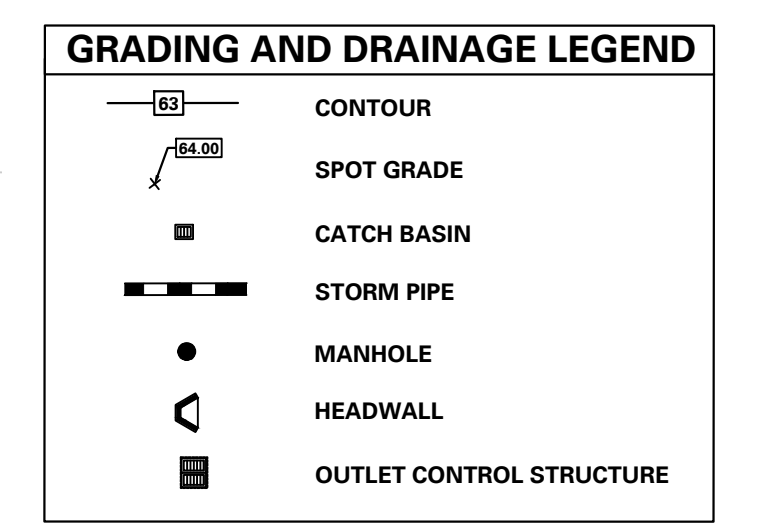 GRADING AND DRAINAGE LEGEND
63 CONTOUR
64.00
SPOT GRADE
CATCH BASIN
STORM PIPE
MANHOLE
HEADWALL
OUTLET CONTROL STRUCTURE